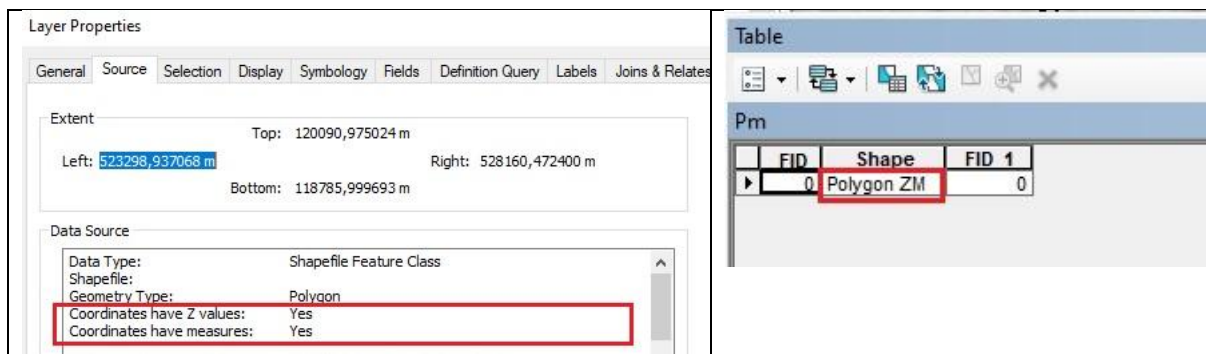 Layer Properties
General Source Selection Display Symbology Fields Definition Query Labels Joins & Relates
Extent
Top: 120090,975024 m
Left: 523298,937068 m Right: 528160,472400 m
Bottom: 118785,999693 m
Data Source
Data Type: Shapefile Feature Class
Shapefile:
Geometry Type: Polygon
Coordinates have Z values: Yes
Coordinates have measures: Yes
Table
Pm
FID Shape FID_1
0 Polygon ZM 0